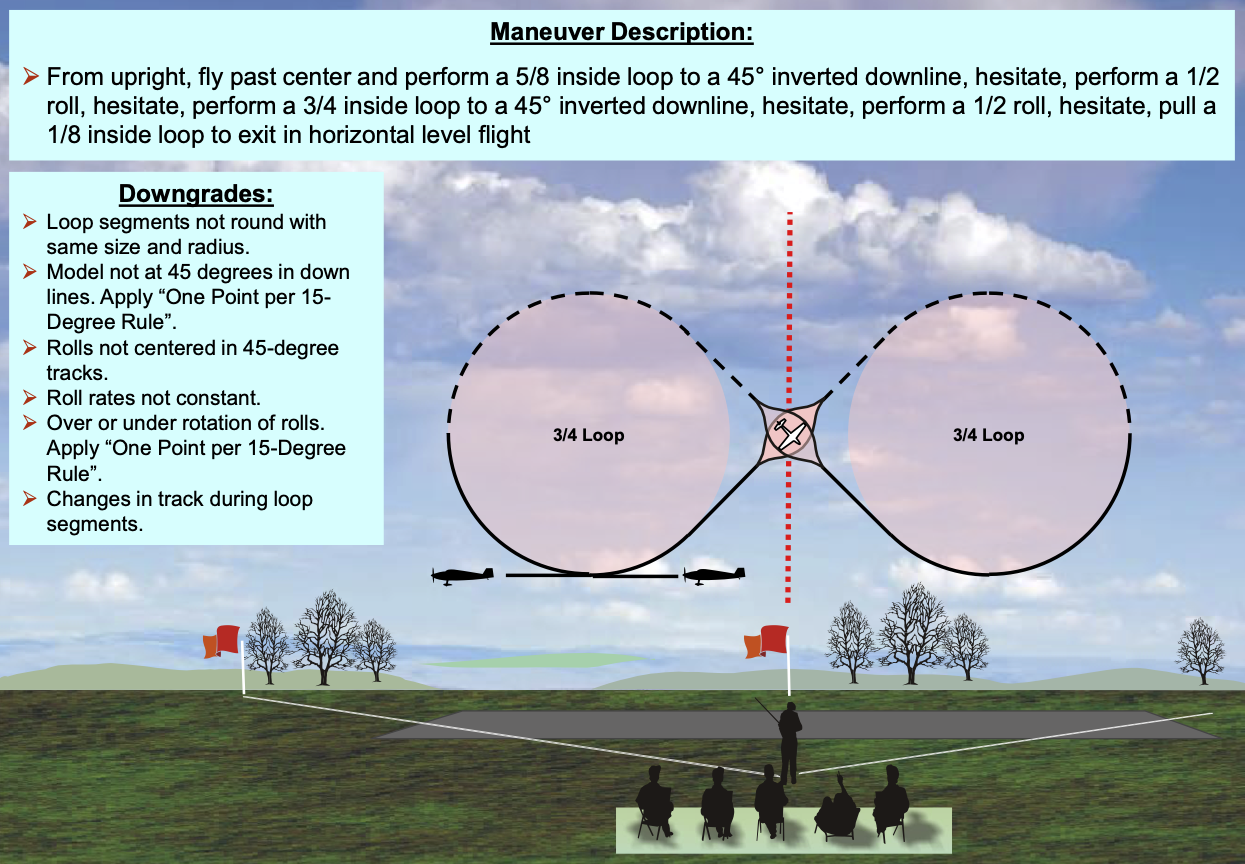 Maneuver Description:
➢ From upright, fly past center and perform a 5/8 inside loop to a 45° inverted downline, hesitate, perform a 1/2
roll, hesitate, perform a 3/4 inside loop to a 45° inverted downline, hesitate, perform a 1/2 roll, hesitate, pull a
1/8 inside loop to exit in horizontal level flight
Downgrades:
➢ Loop segments not round with
same size and radius.
➢ Model not at 45 degrees in down
lines. Apply “One Point per 15-
Degree Rule”.
➢ Rolls not centered in 45-degree
tracks.
➢ Roll rates not constant.
➢ Over or under rotation of rolls.
Apply “One Point per 15-Degree
Rule”.
➢ Changes in track during loop
segments.
3/4 Loop
3/4 Loop